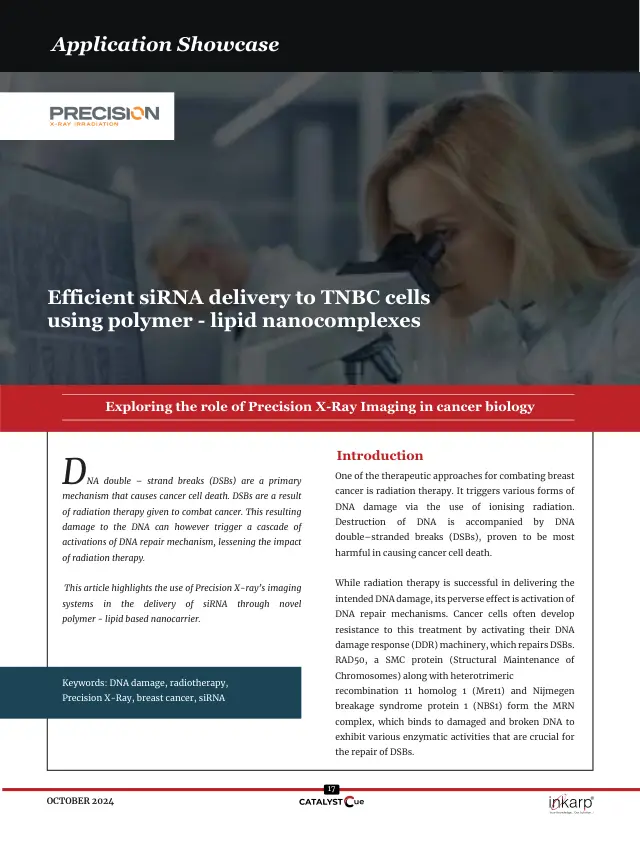 Application Showcase
PRECISION
X-RAY IRRADIATION
Efficient siRNA delivery to TNBC cells
using polymer - lipid nanocomplexes
Exploring the role of Precision X-Ray Imaging in cancer biology
DNA double – strand breaks (DSBs) are a primary
mechanism that causes cancer cell death. DSBs are a result
of radiation therapy given to combat cancer. This resulting
damage to the DNA can however trigger a cascade of
activations of DNA repair mechanism, lessening the impact
of radiation therapy.
This article highlights the use of Precision X-ray's imaging
systems in the delivery of siRNA through novel
polymer - lipid based nanocarrier.
Keywords: DNA damage, radiotherapy,
Precision X-Ray, breast cancer, siRNA
Introduction
One of the therapeutic approaches for combating breast
cancer is radiation therapy. It triggers various forms of
DNA damage via the use of ionising radiation.
Destruction of DNA is accompanied by DNA
double–stranded breaks (DSBs), proven to be most
harmful in causing cancer cell death.
While radiation therapy is successful in delivering the
intended DNA damage, its perverse effect is activation of
DNA repair mechanisms. Cancer cells often develop
resistance to this treatment by activating their DNA
damage response (DDR) machinery, which repairs DSBs.
RAD50, a SMC protein (Structural Maintenance of
Chromosomes) along with heterotrimeric
recombination 11 homolog 1 (Mre11) and Nijmegen
breakage syndrome protein 1 (NBS1) form the MRN
complex, which binds to damaged and broken DNA to
exhibit various enzymatic activities that are crucial for
the repair of DSBs.
OCTOBER 2024
17
CATALYST Cue
inkarp®